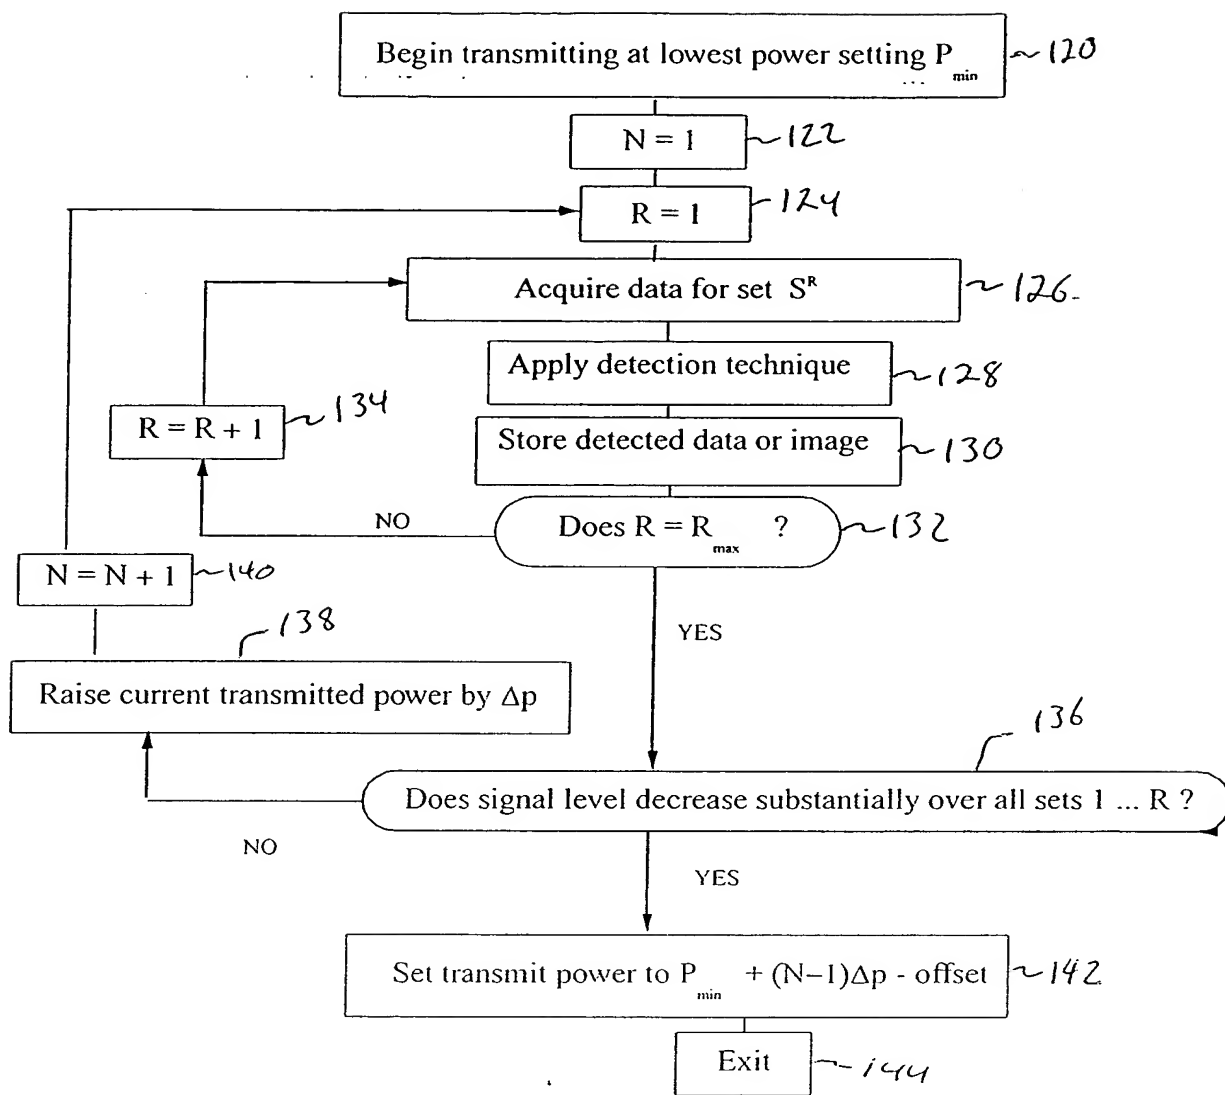 Begin transmitting at lowest power setting P min 120
N = 1 122
R = 1 124
Acquire data for set S^R 126
Apply detection technique 128
R = R + 1 134
Store detected data or image 130
NO
Does R = R max ? 132
N = N + 1 140
YES
138
Raise current transmitted power by Δp
136
Does signal level decrease substantially over all sets 1 ... R ?
NO
YES
Set transmit power to P min + (N−1)Δp - offset 142
Exit 144